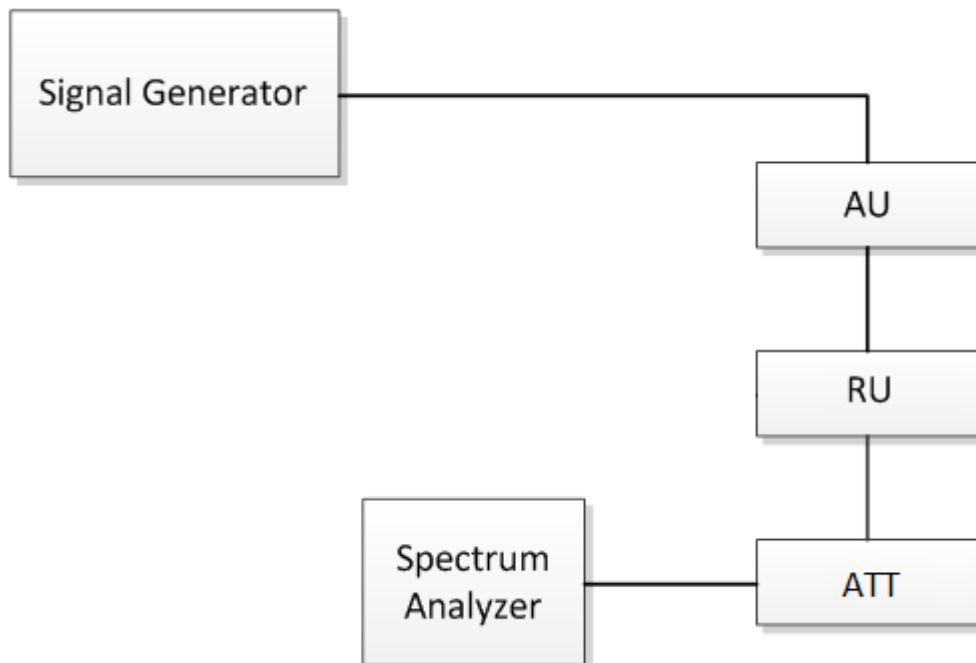 Signal Generator
AU
RU
Spectrum
Analyzer
ATT